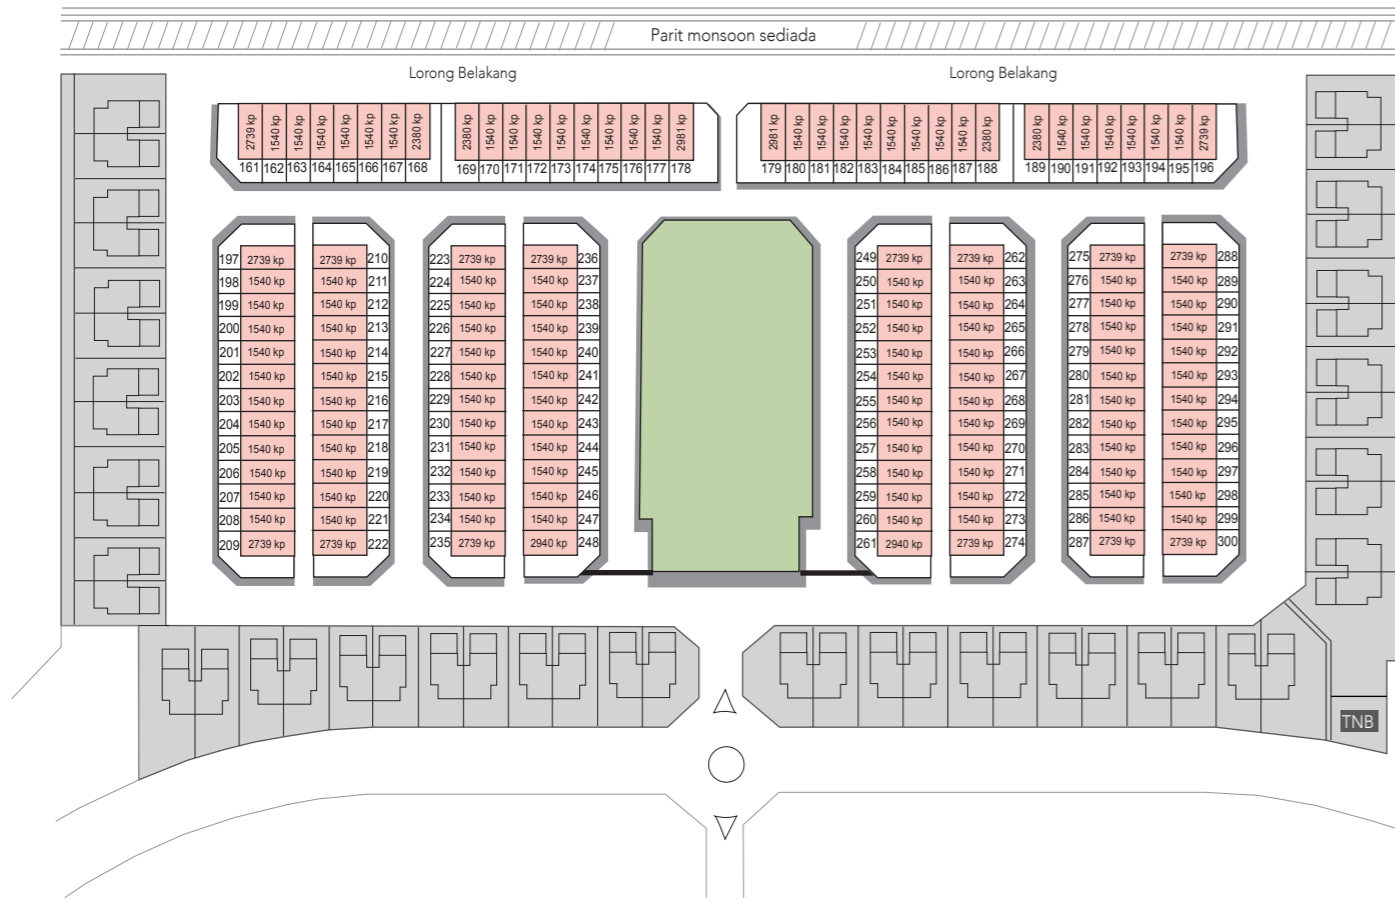 Parit monsoon sediada
Lorong Belakang Lorong Belakang
2739 kp 1540 kp 1540 kp 1540 kp 1540 kp 1540 kp 1540 kp 2380 kp 2380 kp 1540 kp 1540 kp 1540 kp 1540 kp 1540 kp 1540 kp 1540 kp 1540 kp 2981 kp 2981 kp 1540 kp 1540 kp 1540 kp 1540 kp 1540 kp 1540 kp 1540 kp 1540 kp 2380 kp 2380 kp 1540 kp 1540 kp 1540 kp 1540 kp 1540 kp 1540 kp 2739 kp
161 162 163 164 165 166 167 168 169 170 171 172 173 174 175 176 177 178 179 180 181 182 183 184 185 186 187 188 189 190 191 192 193 194 195 196
197 2739 kp 2739 kp 210 223 2739 kp 2739 kp 236 249 2739 kp 2739 kp 262 275 2739 kp 2739 kp 288
198 1540 kp 1540 kp 211 224 1540 kp 1540 kp 237 250 1540 kp 1540 kp 263 276 1540 kp 1540 kp 289
199 1540 kp 1540 kp 212 225 1540 kp 1540 kp 238 251 1540 kp 1540 kp 264 277 1540 kp 1540 kp 290
200 1540 kp 1540 kp 213 226 1540 kp 1540 kp 239 252 1540 kp 1540 kp 265 278 1540 kp 1540 kp 291
201 1540 kp 1540 kp 214 227 1540 kp 1540 kp 240 253 1540 kp 1540 kp 266 279 1540 kp 1540 kp 292
202 1540 kp 1540 kp 215 228 1540 kp 1540 kp 241 254 1540 kp 1540 kp 267 280 1540 kp 1540 kp 293
203 1540 kp 1540 kp 216 229 1540 kp 1540 kp 242 255 1540 kp 1540 kp 268 281 1540 kp 1540 kp 294
204 1540 kp 1540 kp 217 230 1540 kp 1540 kp 243 256 1540 kp 1540 kp 269 282 1540 kp 1540 kp 295
205 1540 kp 1540 kp 218 231 1540 kp 1540 kp 244 257 1540 kp 1540 kp 270 283 1540 kp 1540 kp 296
206 1540 kp 1540 kp 219 232 1540 kp 1540 kp 245 258 1540 kp 1540 kp 271 284 1540 kp 1540 kp 297
207 1540 kp 1540 kp 220 233 1540 kp 1540 kp 246 259 1540 kp 1540 kp 272 285 1540 kp 1540 kp 298
208 1540 kp 1540 kp 221 234 1540 kp 1540 kp 247 260 1540 kp 1540 kp 273 286 1540 kp 1540 kp 299
209 2739 kp 2739 kp 222 235 2739 kp 2940 kp 248 261 2940 kp 2739 kp 274 287 2739 kp 2739 kp 300
TNB